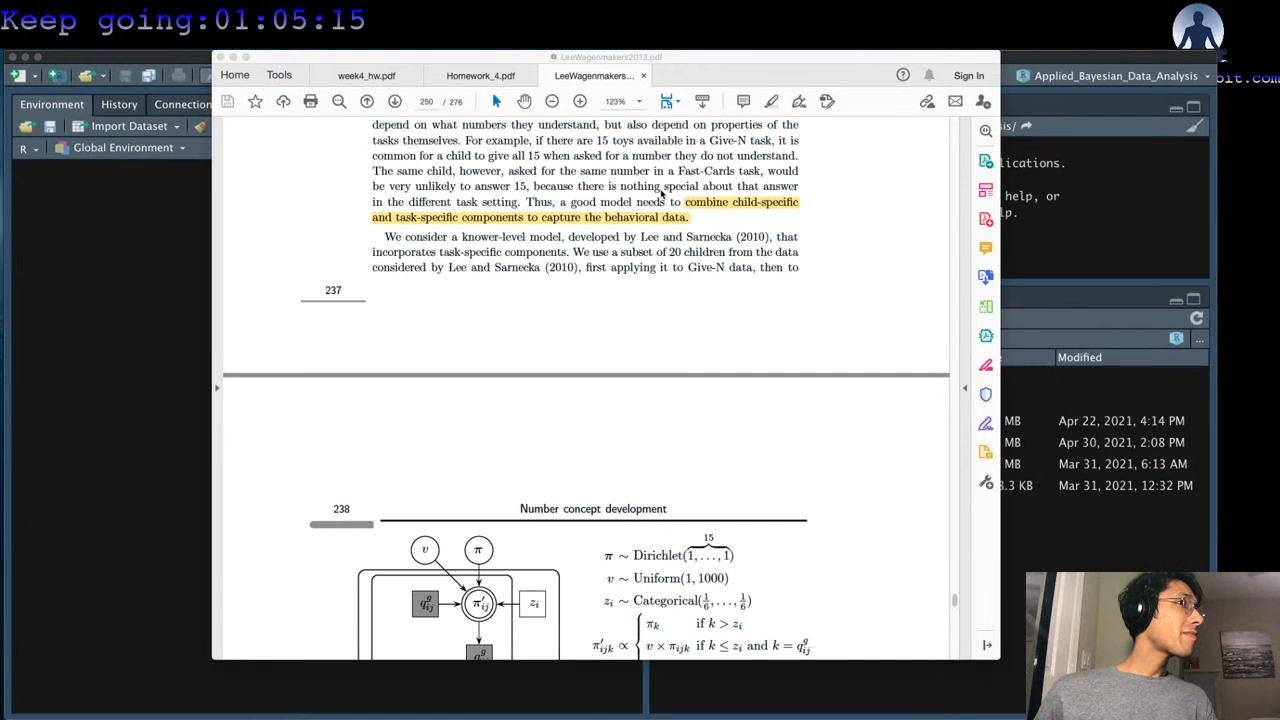 Keep going:01:05:15
bit.com
LeeWagenmakers2013.pdf
Applied_Bayesian_Data_Analysis
Home Tools week4_hw.pdf Homework_4.pdf LeeWagenmakers... × Sign In
Environment History Connection
250 / 276 123%
Import Dataset
R Global Environment
depend on what numbers they understand, but also depend on properties of the
tasks themselves. For example, if there are 15 toys available in a Give-N task, it is
common for a child to give all 15 when asked for a number they do not understand.
The same child, however, asked for the same number in a Fast-Cards task, would
be very unlikely to answer 15, because there is nothing special about that answer
in the different task setting. Thus, a good model needs to combine child-specific
and task-specific components to capture the behavioral data.
We consider a knower-level model, developed by Lee and Sarnecka (2010), that
incorporates task-specific components. We use a subset of 20 children from the data
considered by Lee and Sarnecka (2010), first applying it to Give-N data, then to
237
sis/
lications.
help, or
lp.
Modified
MB Apr 22, 2021, 4:14 PM
MB Apr 30, 2021, 2:08 PM
MB Mar 31, 2021, 6:13 AM
8.3 KB Mar 31, 2021, 12:32 PM
238 Number concept development
v π
π ∼ Dirichlet(1, . . . , 1)
15
v ∼ Uniform(1, 1000)
q^g_ij π′_ij z_i
z_i ∼ Categorical(1/6, . . . , 1/6)
π′_ijk ∝ { π_k if k > z_i
v × π_ijk if k ≤ z_i and k = q^g_ij